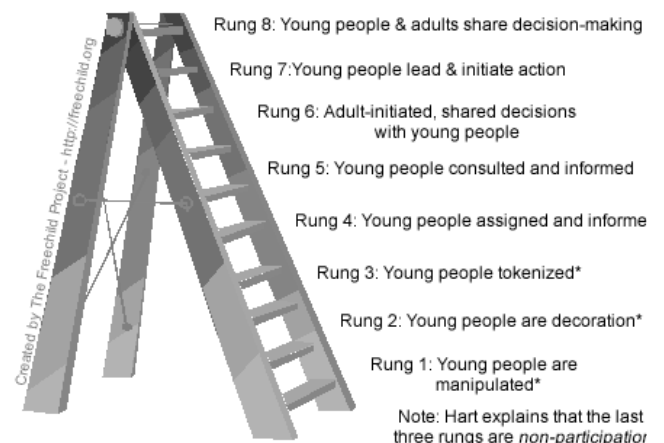 Rung 8: Young people & adults share decision-making
Rung 7:Young people lead & initiate action
Rung 6: Adult-initiated, shared decisions
with young people
Rung 5: Young people consulted and informed
Rung 4: Young people assigned and informe
Rung 3: Young people tokenized*
Rung 2: Young people are decoration*
Rung 1: Young people are
manipulated*
Note: Hart explains that the last
three rungs are non-participation
Created by The Freechild Project - http://freechild.org